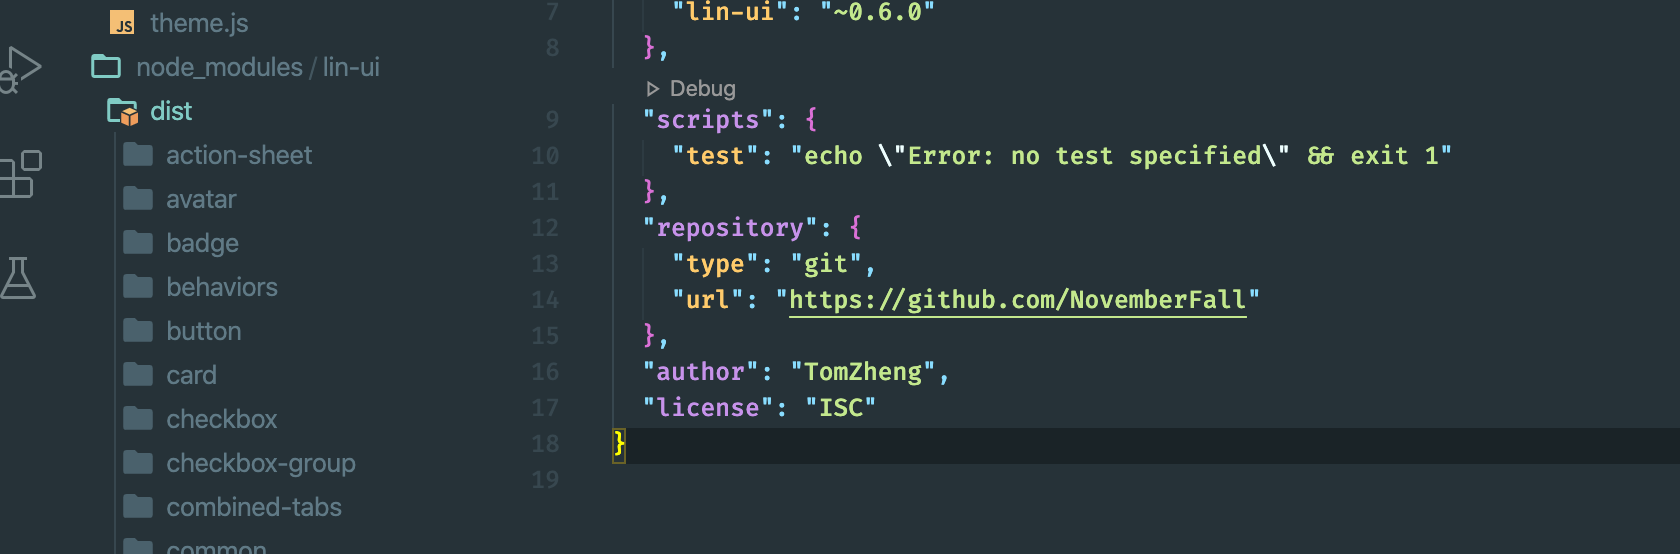 theme.js
node_modules / lin-ui
dist
action-sheet
avatar
badge
behaviors
button
card
checkbox
checkbox-group
combined-tabs
common
7 "lin-ui": "~0.6.0"
8 },
Debug
9 "scripts": {
10 "test": "echo \"Error: no test specified\" && exit 1"
11 },
12 "repository": {
13 "type": "git",
14 "url": "https://github.com/NovemberFall"
15 },
16 "author": "TomZheng",
17 "license": "ISC"
18 }
19